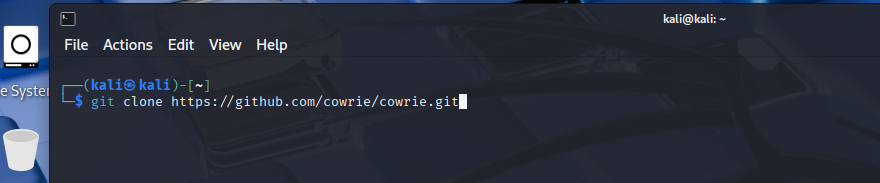 kali@kali: ~
File Actions Edit View Help
e System
┌──(kali㉿kali)-[~]
└─$ git clone https://github.com/cowrie/cowrie.git